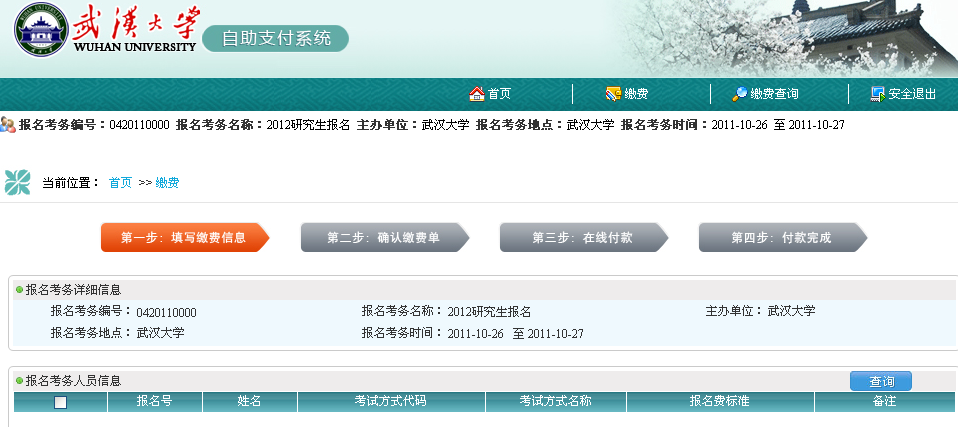 武漢大学
WUHAN UNIVERSITY
自助支付系统
首页 缴费 缴费查询 安全退出
报名考务编号：0420110000 报名考务名称：2012研究生报名 主办单位：武汉大学 报名考务地点：武汉大学 报名考务时间：2011-10-26 至 2011-10-27
当前位置： 首页 >> 缴费
第一步：填写缴费信息 第二步：确认缴费单 第三步：在线付款 第四步：付款完成
报名考务详细信息
报名考务编号：0420110000 报名考务名称：2012研究生报名 主办单位：武汉大学
报名考务地点：武汉大学 报名考务时间：2011-10-26 至 2011-10-27
报名考务人员信息 查询
报名号 姓名 考试方式代码 考试方式名称 报名费标准 备注